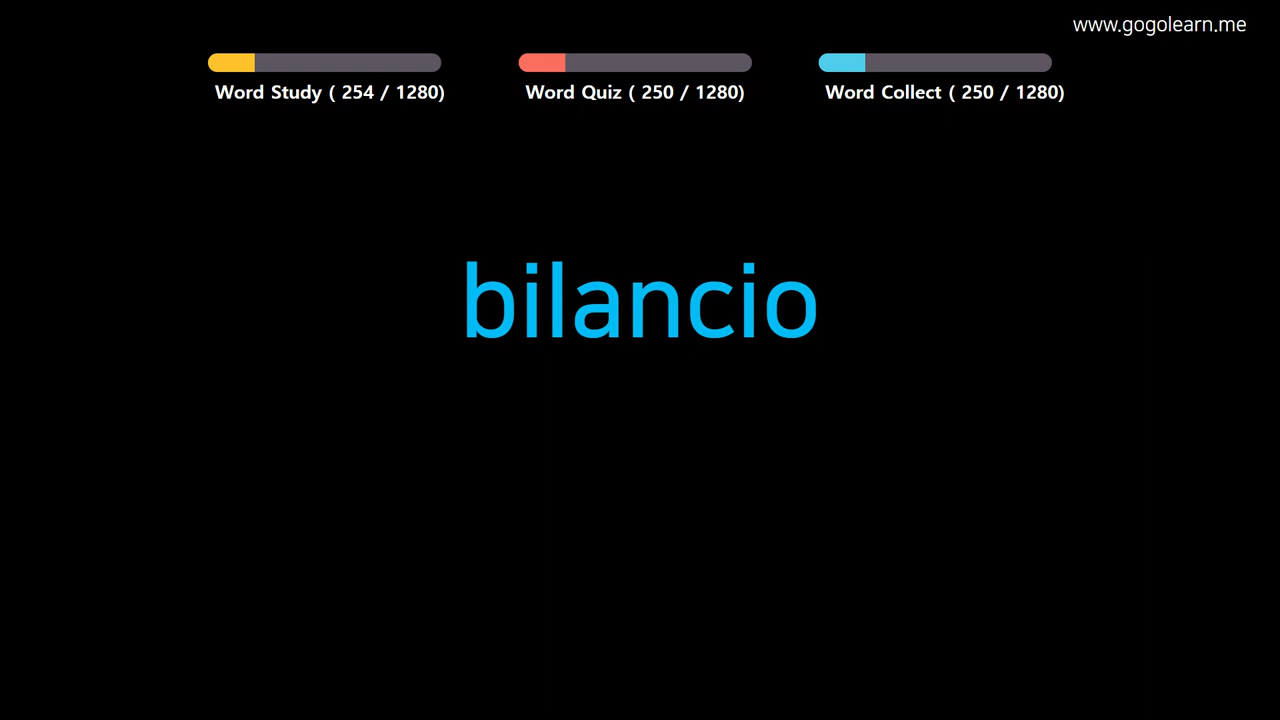 www.gogolearn.me
Word Study ( 254 / 1280)
Word Quiz ( 250 / 1280)
Word Collect ( 250 / 1280)
bilancio